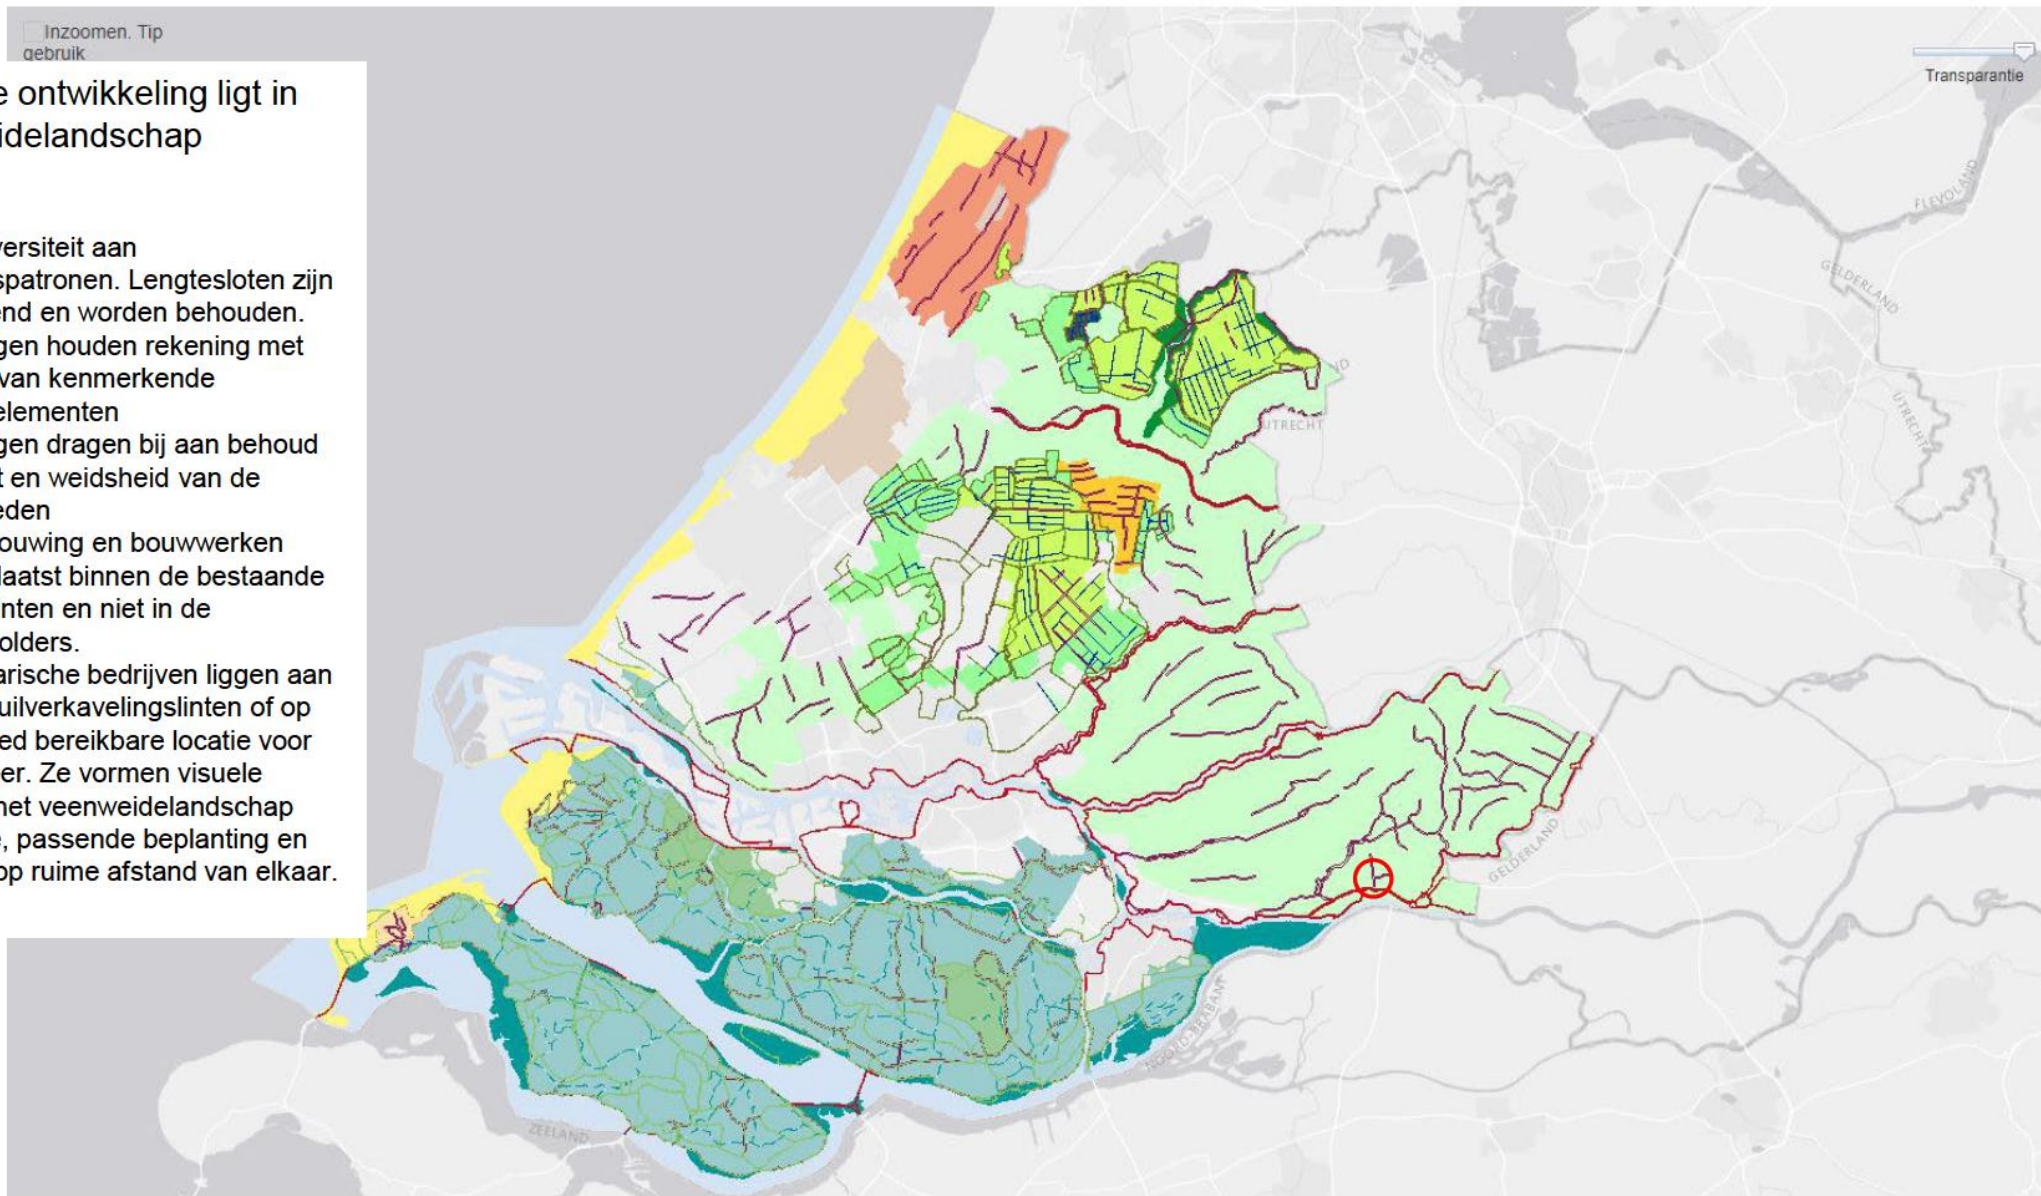 Inzoomen. Tip
gebruik
Transparantie
e ontwikkeling ligt in
idelandschap
versiteit aan
spatronen. Lengtesloten zijn
end en worden behouden.
gen houden rekening met
van kenmerkende
elementen
gen dragen bij aan behoud
t en weidsheid van de
eden
ouwing en bouwwerken
laatst binnen de bestaande
nten en niet in de
olders.
arische bedrijven liggen aan
uilverkavelingslinten of op
ed bereikbare locatie voor
eer. Ze vormen visuele
net veenweidelandschap
e, passende beplanting en
op ruime afstand van elkaar.
FLEVOLAND
GELDERLAND
UTRECHT
ND
UTRECHT
GELDERLAND
NOORD-BRABANT
ZEELAND